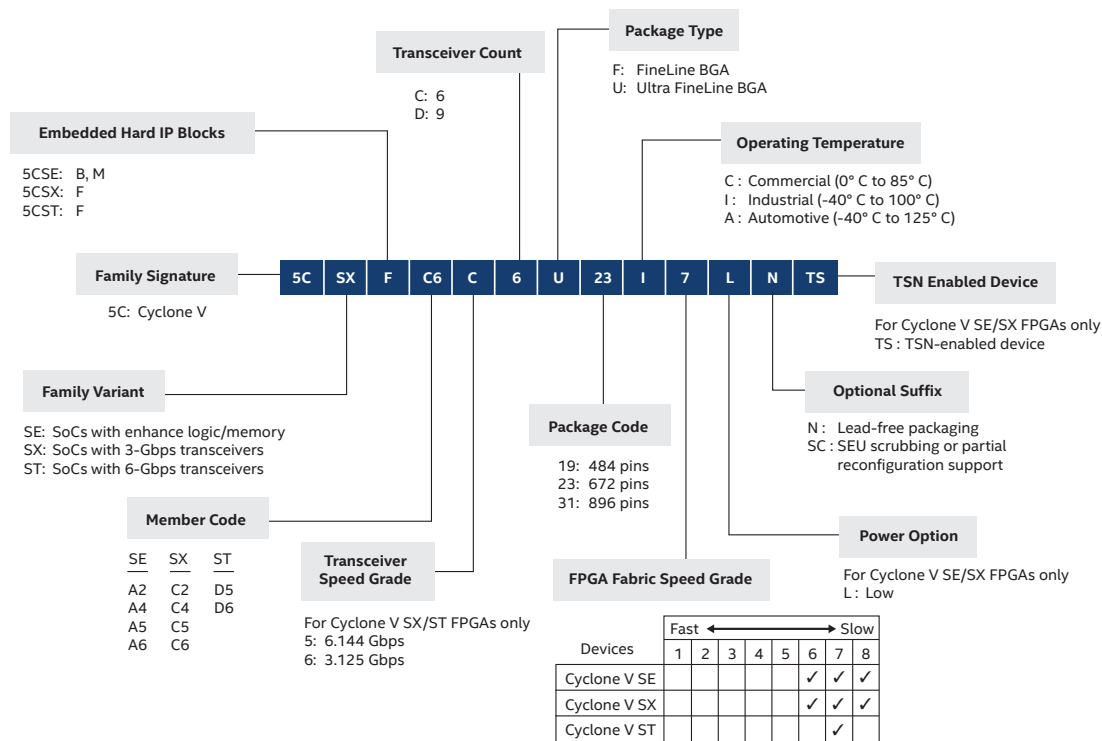 Package Type
F: FineLine BGA
U: Ultra FineLine BGA
Transceiver Count
C: 6
D: 9
Embedded Hard IP Blocks
5CSE: B, M
5CSX: F
5CST: F
Operating Temperature
C : Commercial (0° C to 85° C)
I : Industrial (-40° C to 100° C)
A : Automotive (-40° C to 125° C)
Family Signature
5C: Cyclone V
5C SX F C6 C 6 U 23 I 7 L N TS
TSN Enabled Device
For Cyclone V SE/SX FPGAs only
TS : TSN-enabled device
Family Variant
SE: SoCs with enhance logic/memory
SX: SoCs with 3-Gbps transceivers
ST: SoCs with 6-Gbps transceivers
Optional Suffix
N : Lead-free packaging
SC : SEU scrubbing or partial
reconfiguration support
Package Code
19: 484 pins
23: 672 pins
31: 896 pins
Member Code
SE SX ST
A2 C2 D5
A4 C4 D6
A5 C5
A6 C6
Transceiver
Speed Grade
For Cyclone V SX/ST FPGAs only
5: 6.144 Gbps
6: 3.125 Gbps
Power Option
For Cyclone V SE/SX FPGAs only
L : Low
FPGA Fabric Speed Grade
Fast Slow
Devices 1 2 3 4 5 6 7 8
Cyclone V SE ✓ ✓ ✓
Cyclone V SX ✓ ✓ ✓
Cyclone V ST ✓